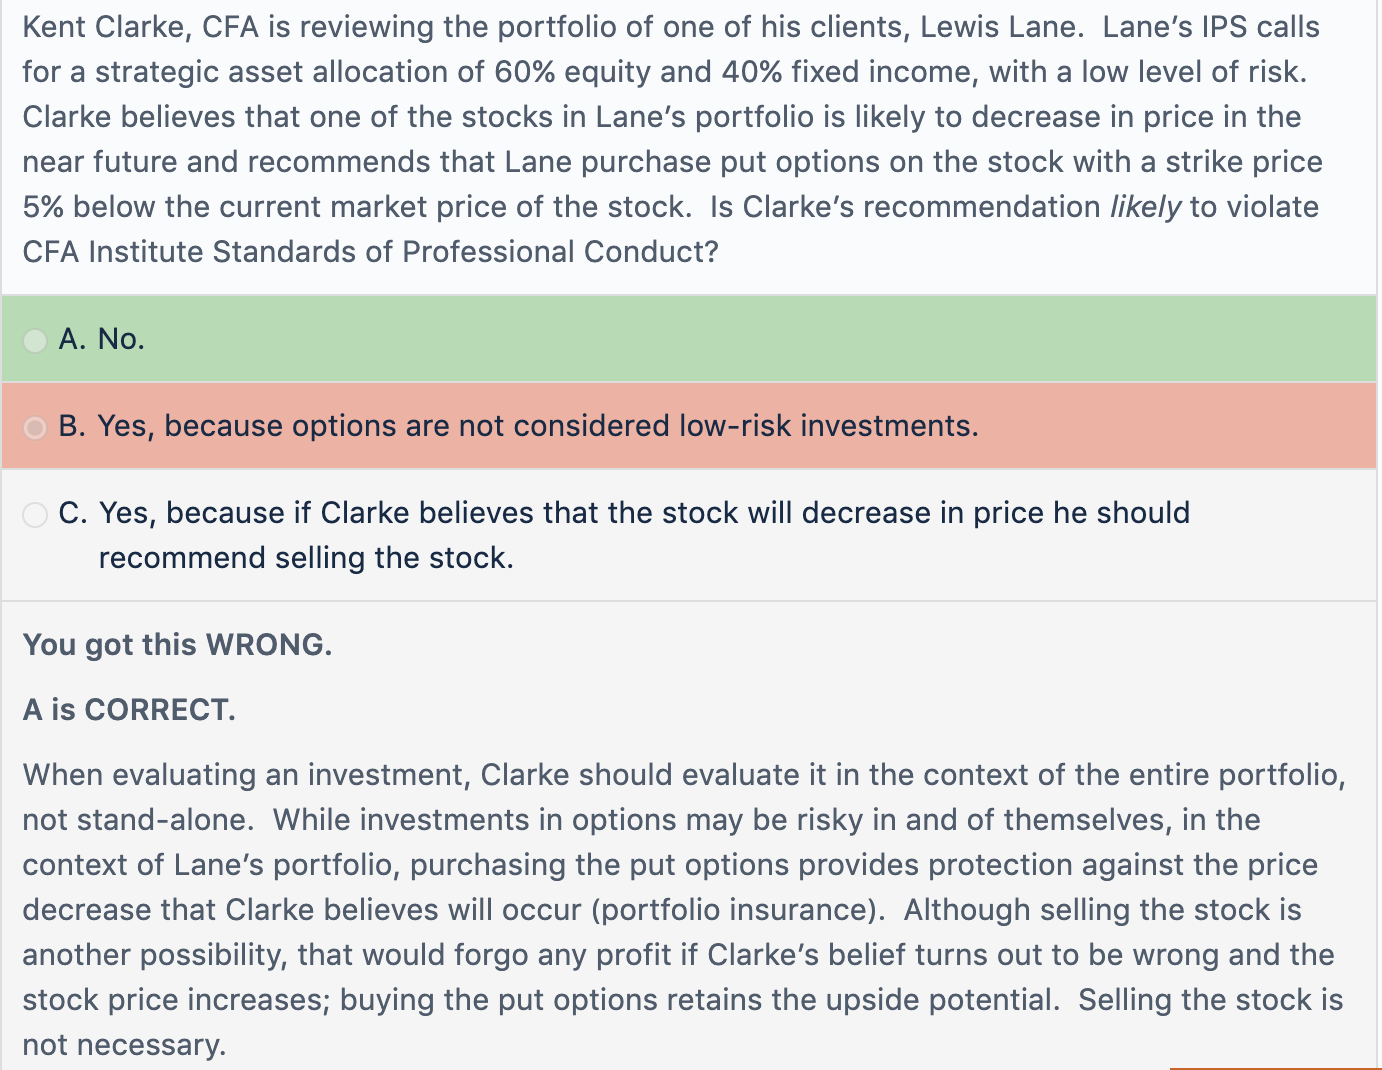 Kent Clarke, CFA is reviewing the portfolio of one of his clients, Lewis Lane.  Lane’s IPS calls
for a strategic asset allocation of 60% equity and 40% fixed income, with a low level of risk.
Clarke believes that one of the stocks in Lane’s portfolio is likely to decrease in price in the
near future and recommends that Lane purchase put options on the stock with a strike price
5% below the current market price of the stock.  Is Clarke’s recommendation likely to violate
CFA Institute Standards of Professional Conduct?
A. No.
B. Yes, because options are not considered low-risk investments.
C. Yes, because if Clarke believes that the stock will decrease in price he should
recommend selling the stock.
You got this WRONG.
A is CORRECT.
When evaluating an investment, Clarke should evaluate it in the context of the entire portfolio,
not stand-alone.  While investments in options may be risky in and of themselves, in the
context of Lane’s portfolio, purchasing the put options provides protection against the price
decrease that Clarke believes will occur (portfolio insurance).  Although selling the stock is
another possibility, that would forgo any profit if Clarke’s belief turns out to be wrong and the
stock price increases; buying the put options retains the upside potential.  Selling the stock is
not necessary.